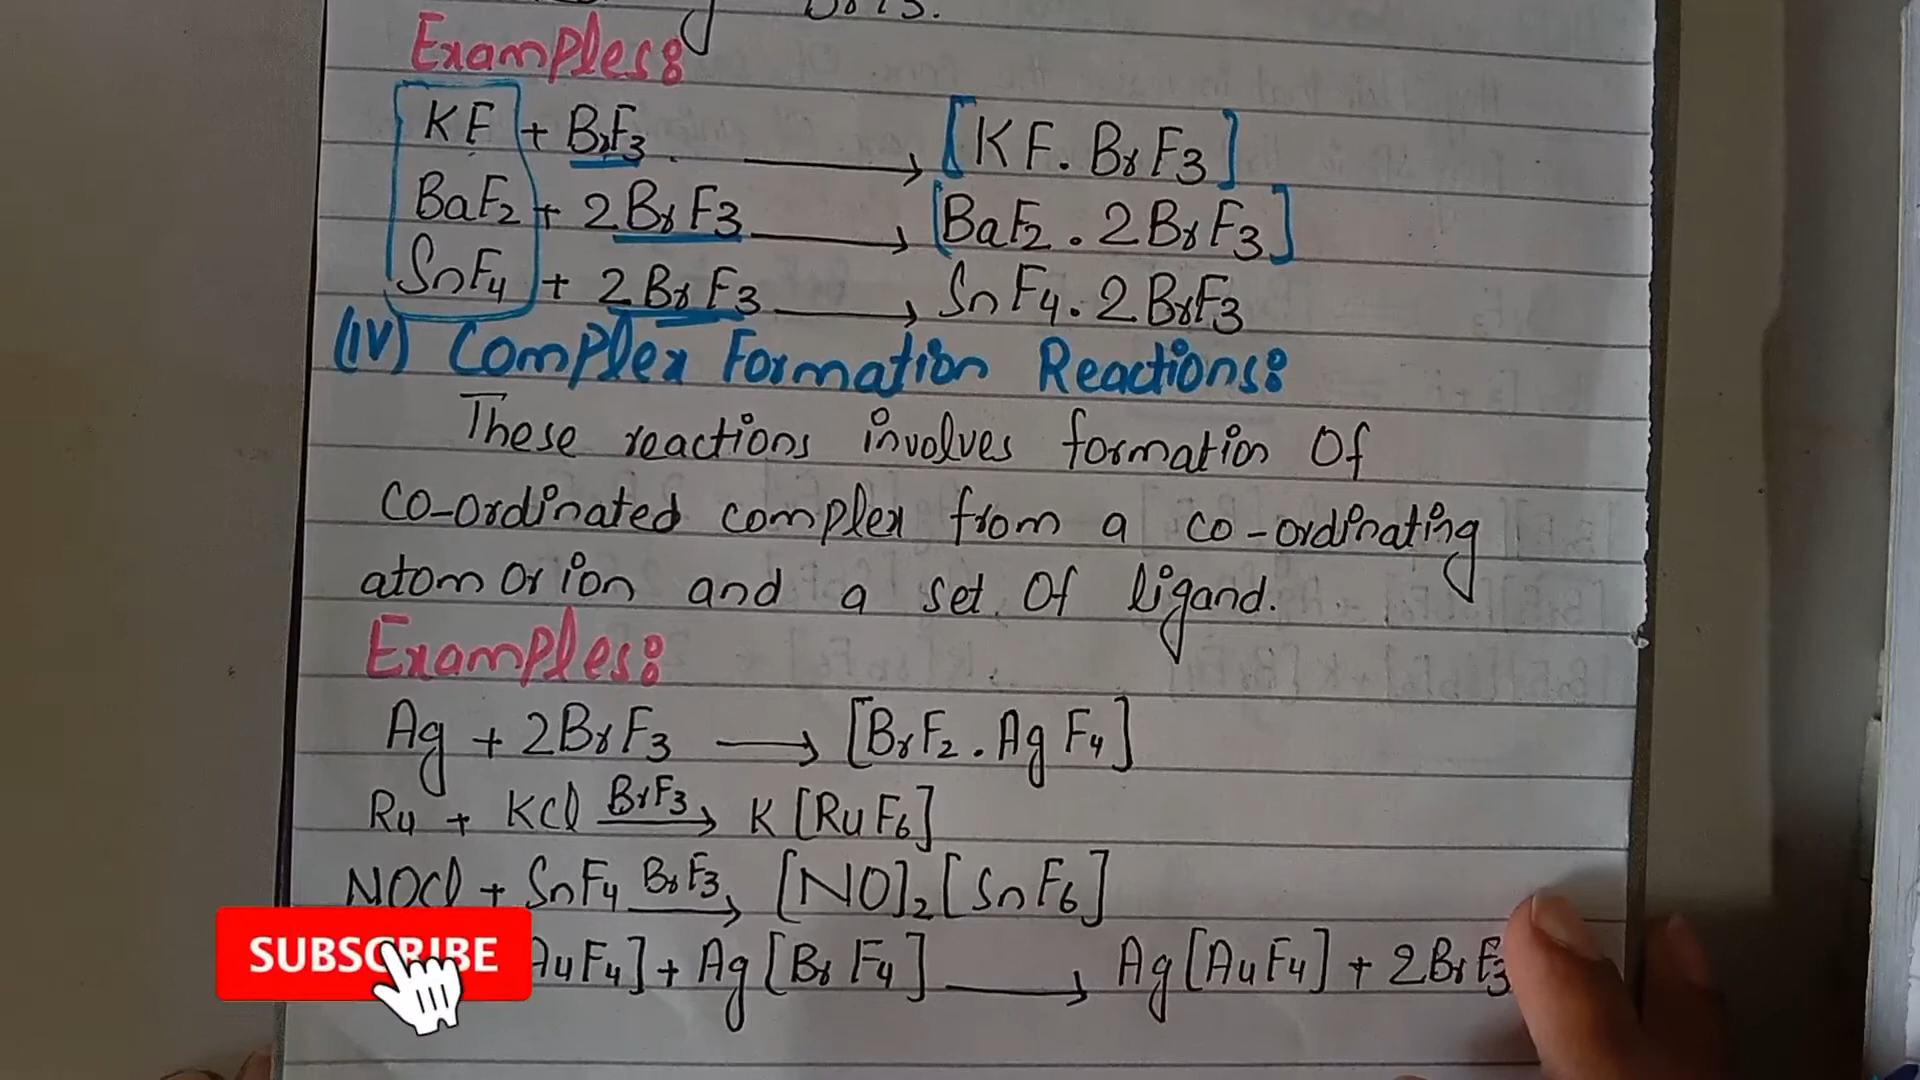 Examples:
KF + BrF3 → [KF. BrF3]
BaF2 + 2BrF3 → [BaF2 . 2BrF3]
SnF4 + 2BrF3 → SnF4. 2BrF3
(IV) Complex Formation Reactions:
These reactions involves formation Of
co-ordinated complex from a co-ordinating
atom or ion and a set Of ligand.
Examples:
Ag + 2BrF3 → [BrF2 . AgF4]
Ru + KCl BrF3→ K[RuF6]
NOCl + SnF4 BrF3→ [NO]2[SnF6]
AuF4] + Ag[BrF4] → Ag[AuF4] + 2BrF3
SUBSCRIBE